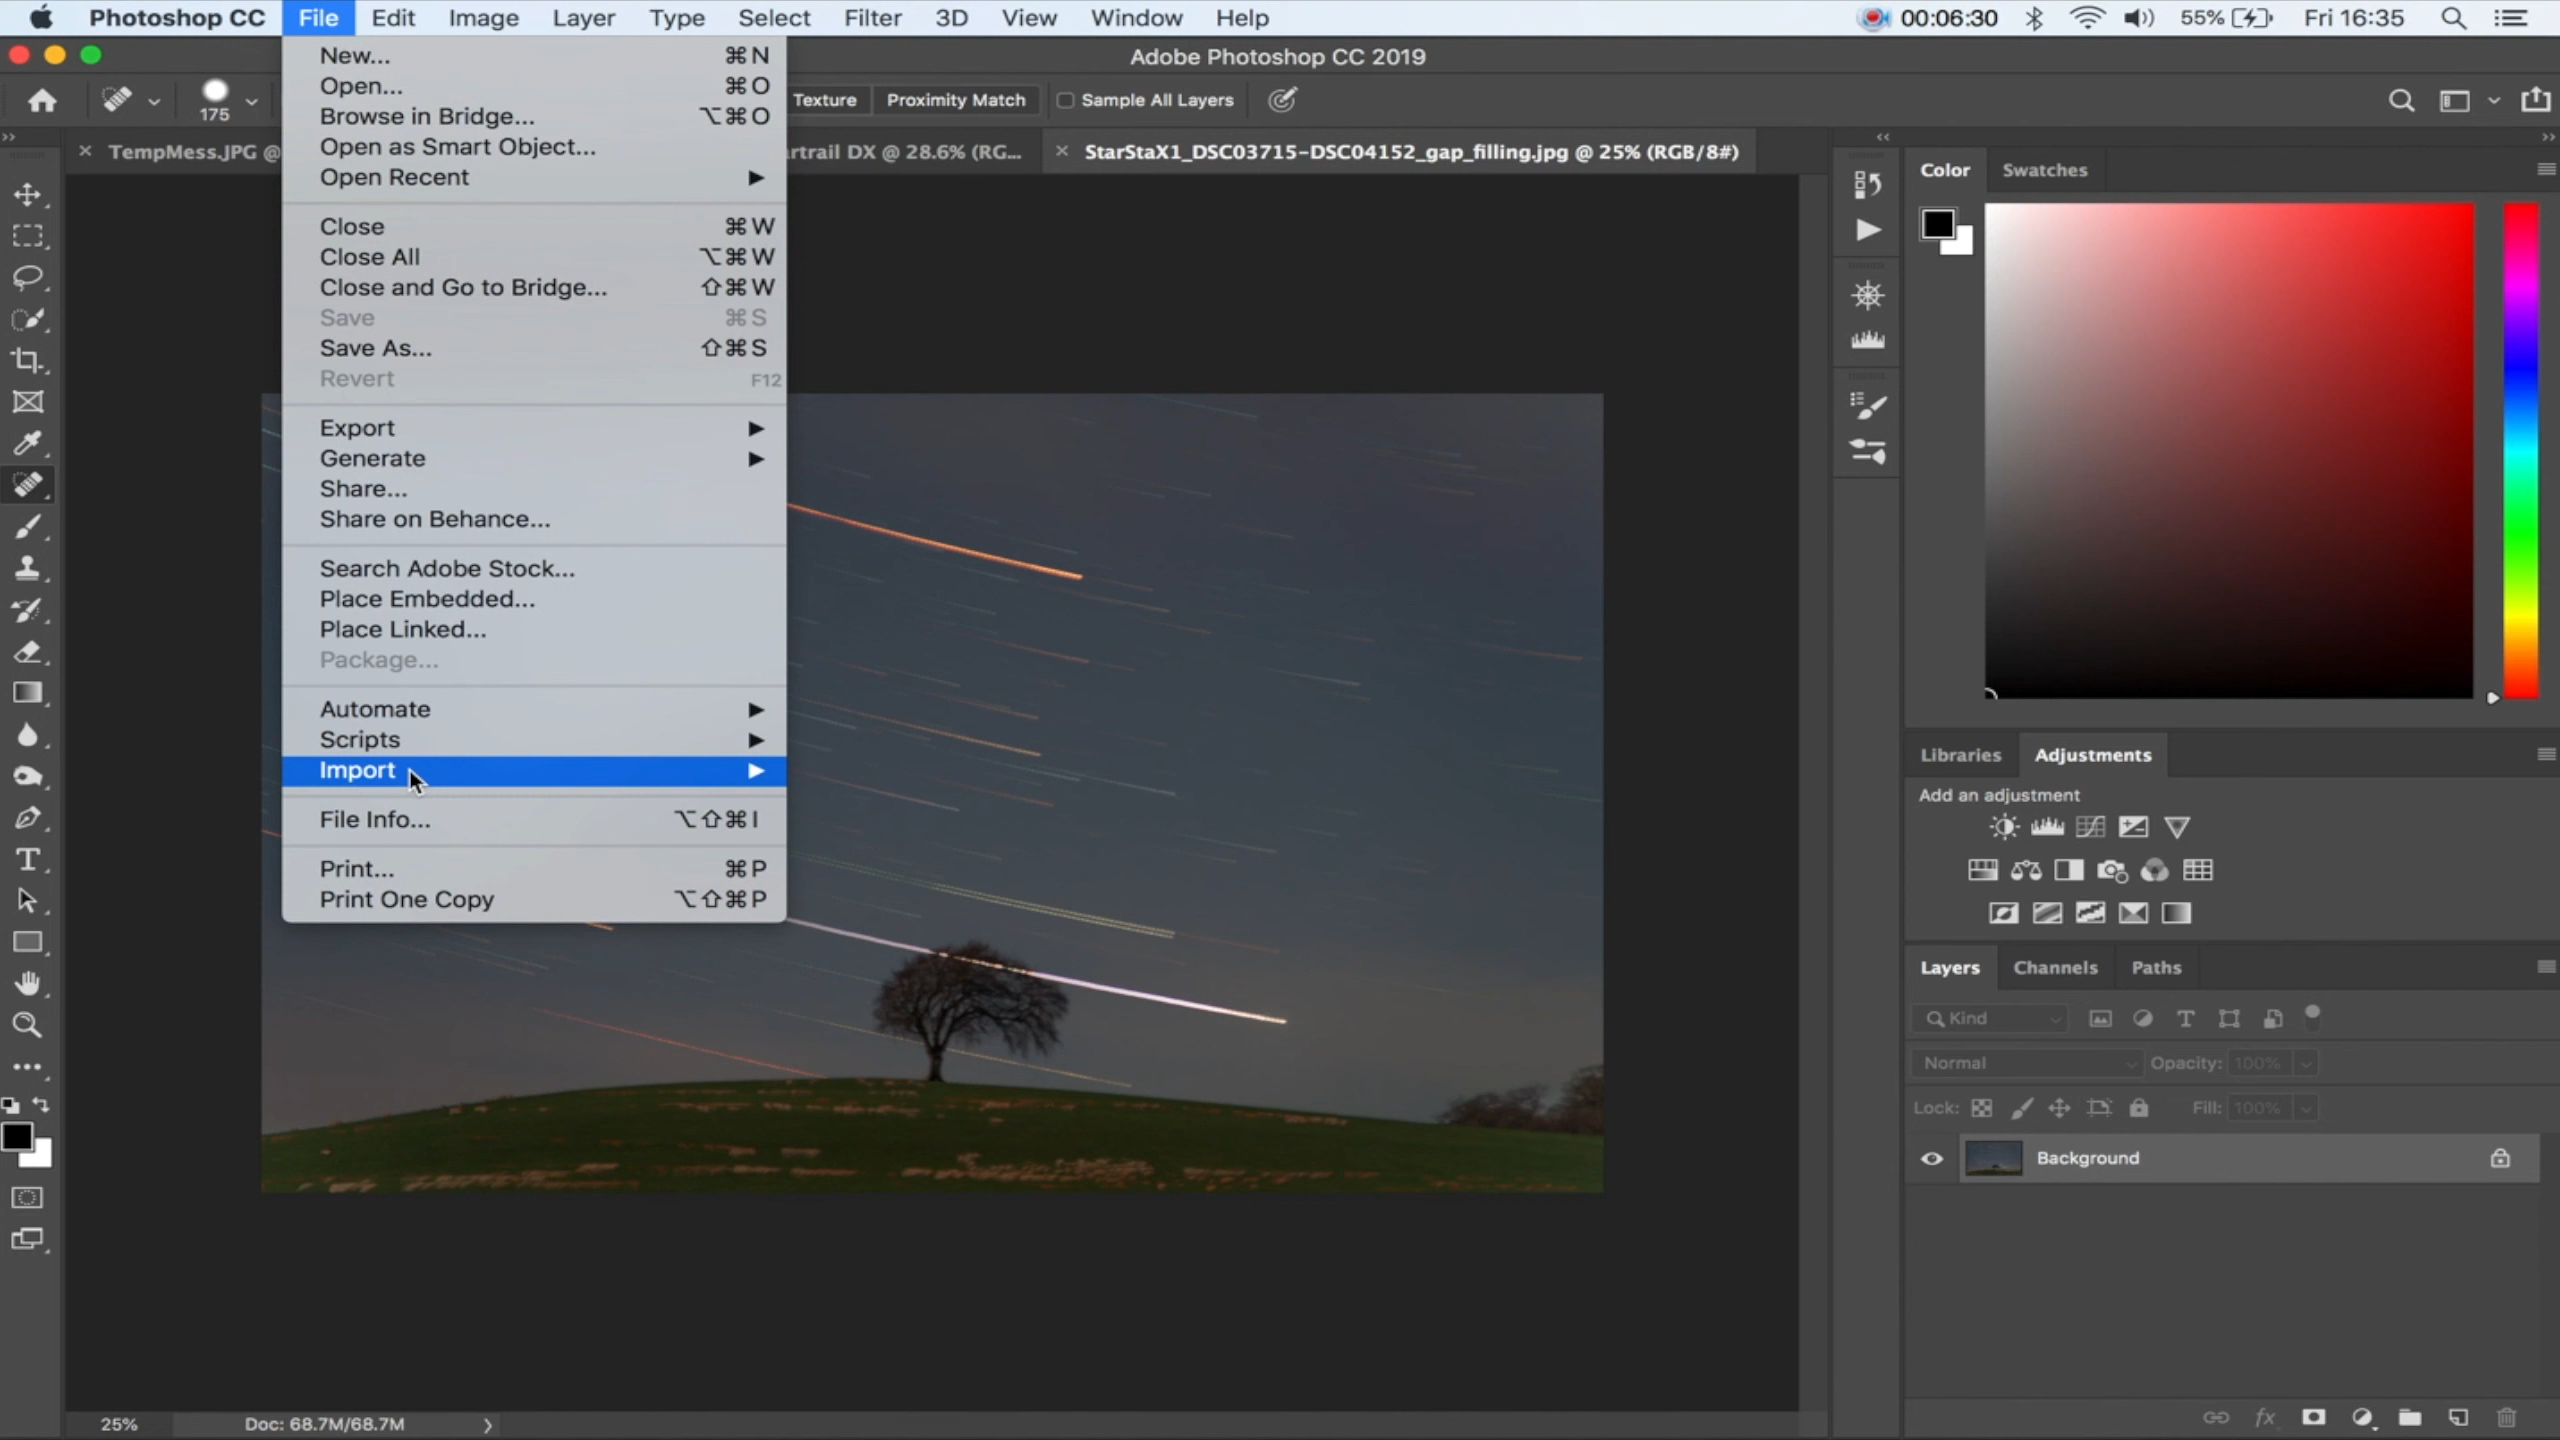 Photoshop CC File Edit Image Layer Type Select Filter 3D View Window Help 00:06:30 55% Fri 16:35
Adobe Photoshop CC 2019
175 Texture Proximity Match Sample All Layers
TempMess.JPG @ artrail DX @ 28.6% (RG... StarStaX1_DSC03715-DSC04152_gap_filling.jpg @ 25% (RGB/8#)
New... ⌘N
Open... ⌘O
Browse in Bridge... ⌥⌘O
Open as Smart Object...
Open Recent
Close ⌘W
Close All ⌥⌘W
Close and Go to Bridge... ⇧⌘W
Save ⌘S
Save As... ⇧⌘S
Revert F12
Export
Generate
Share...
Share on Behance...
Search Adobe Stock...
Place Embedded...
Place Linked...
Package...
Automate
Scripts
Import
File Info... ⌥⇧⌘I
Print... ⌘P
Print One Copy ⌥⇧⌘P
Color Swatches
Libraries Adjustments
Add an adjustment
Layers Channels Paths
Kind
Normal Opacity: 100%
Lock: Fill: 100%
Background
25% Doc: 68.7M/68.7M